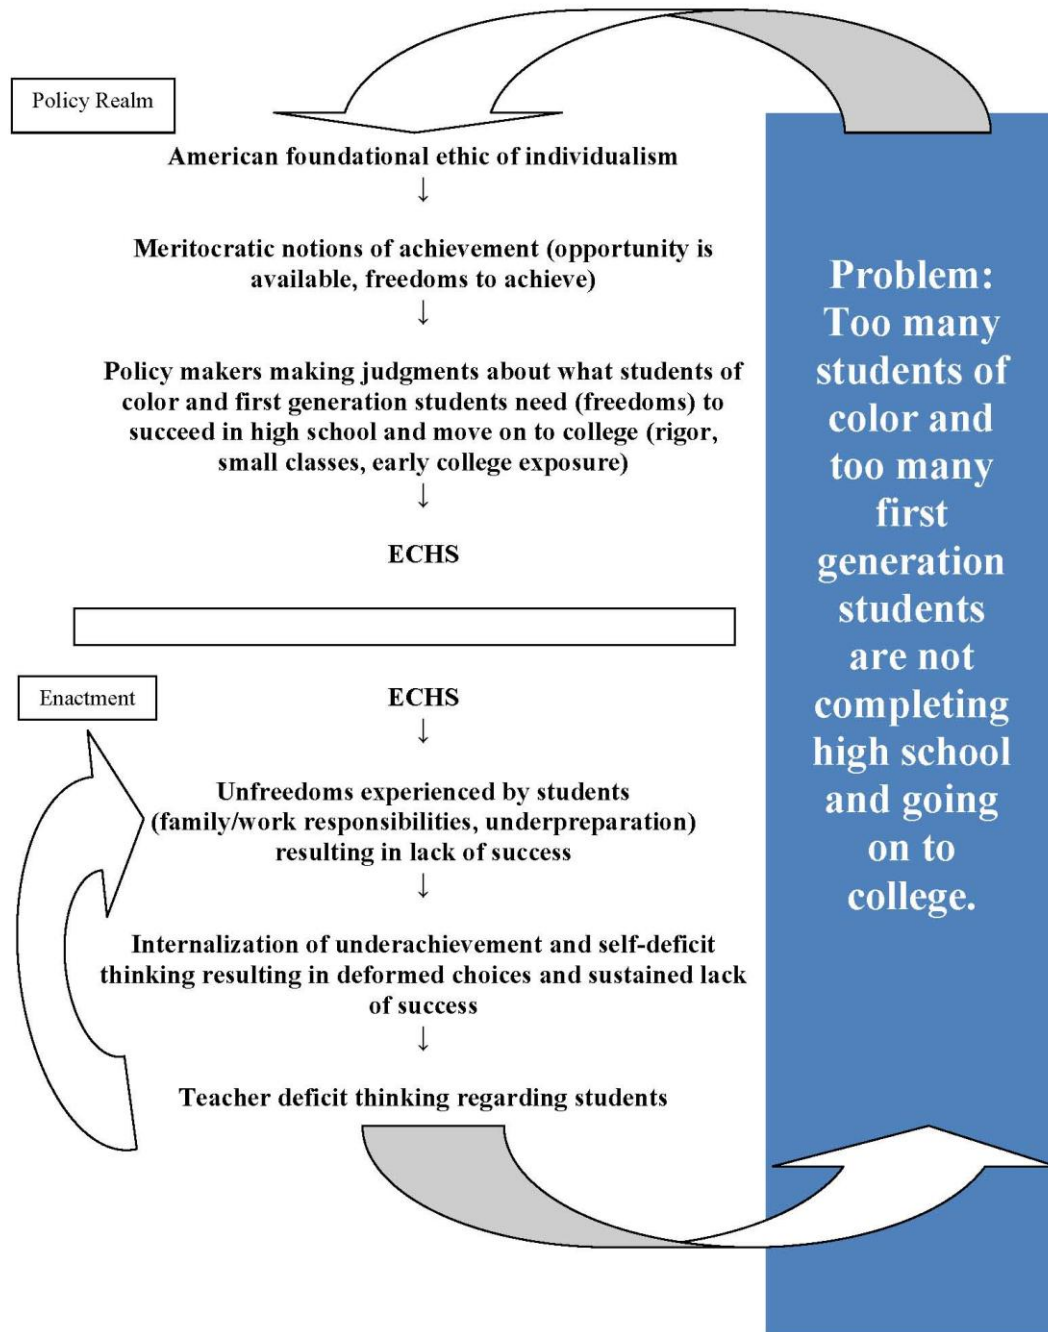 Policy Realm
American foundational ethic of individualism
↓
Meritocratic notions of achievement (opportunity is
available, freedoms to achieve)
↓
Policy makers making judgments about what students of
color and first generation students need (freedoms) to
succeed in high school and move on to college (rigor,
small classes, early college exposure)
↓
ECHS
Enactment
ECHS
↓
Unfreedoms experienced by students
(family/work responsibilities, underpreparation)
resulting in lack of success
↓
Internalization of underachievement and self-deficit
thinking resulting in deformed choices and sustained lack
of success
↓
Teacher deficit thinking regarding students
Problem:
Too many
students of
color and
too many
first
generation
students
are not
completing
high school
and going
on to
college.